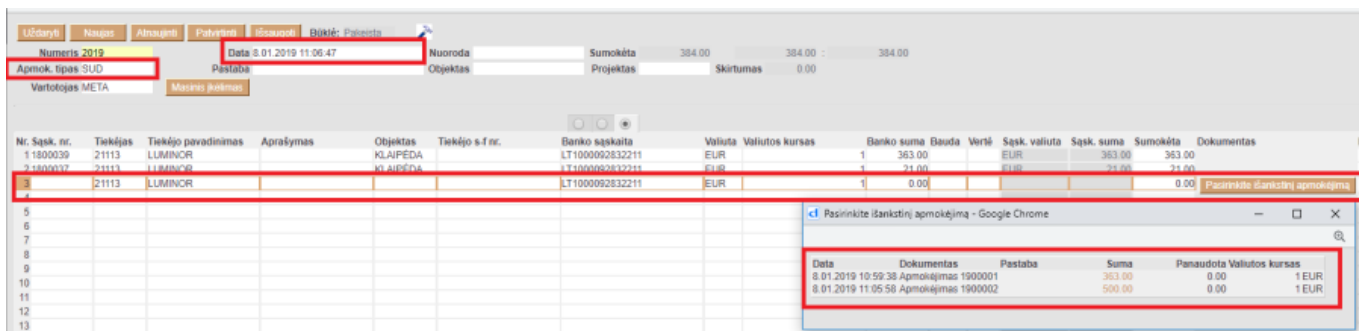 Uždaryti Naujas Atnaujinti Patvirtinti Išsaugoti Būklė: Pakeista
Numeris 2019 Data 8.01.2019 11:06:47 Nuoroda Sumokėta 384.00 384.00 : 384.00
Apmok. tipas SUD Pastaba Objektas Projektas Skirtumas 0.00
Vartotojas META Masinis įkėlimas
Nr. Sąsk. nr. Tiekėjas Tiekėjo pavadinimas Aprašymas Objektas Tiekėjo s-f nr. Banko sąskaita Valiuta Valiutos kursas Banko suma Bauda Vertė Sąsk. valiuta Sąsk. suma Sumokėta Dokumentas
1 1800039 21113 LUMINOR KLAIPĖDA LT1000092832211 EUR 1 363.00 EUR 363.00 363.00
2 1800037 21113 LUMINOR KLAIPĖDA LT1000092832211 EUR 1 21.00 EUR 21.00 21.00
3 21113 LUMINOR LT1000092832211 EUR 1 0.00 0.00 Pasirinkite išankstinį apmokėjimą
4
5
6
7
8
9
10
11
12
13
Pasirinkite išankstinį apmokėjimą - Google Chrome
Data Dokumentas Pastaba Suma Panaudota Valiutos kursas
8.01.2019 10:59:38 Apmokėjimas 1900001 363.00 0.00 1 EUR
8.01.2019 11:05:58 Apmokėjimas 1900002 500.00 0.00 1 EUR